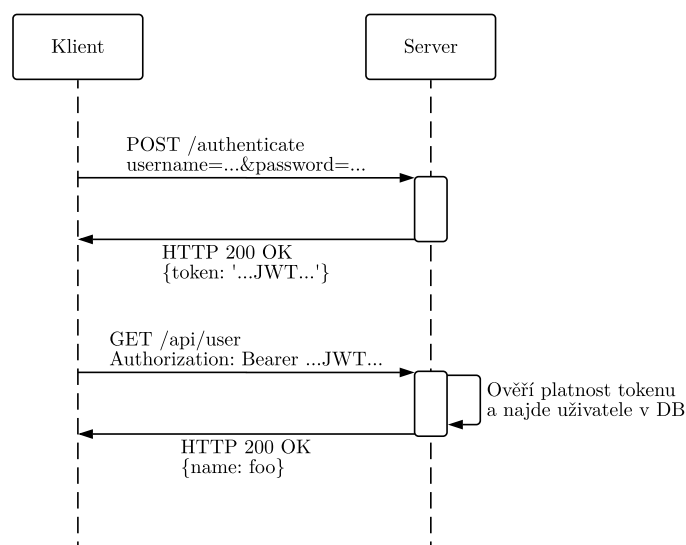 Klient
Server
POST /authenticate
username=...&password=...
HTTP 200 OK
{token: '...JWT...'}
GET /api/user
Authorization: Bearer ...JWT...
Ověří platnost tokenu
a najde uživatele v DB
HTTP 200 OK
{name: foo}